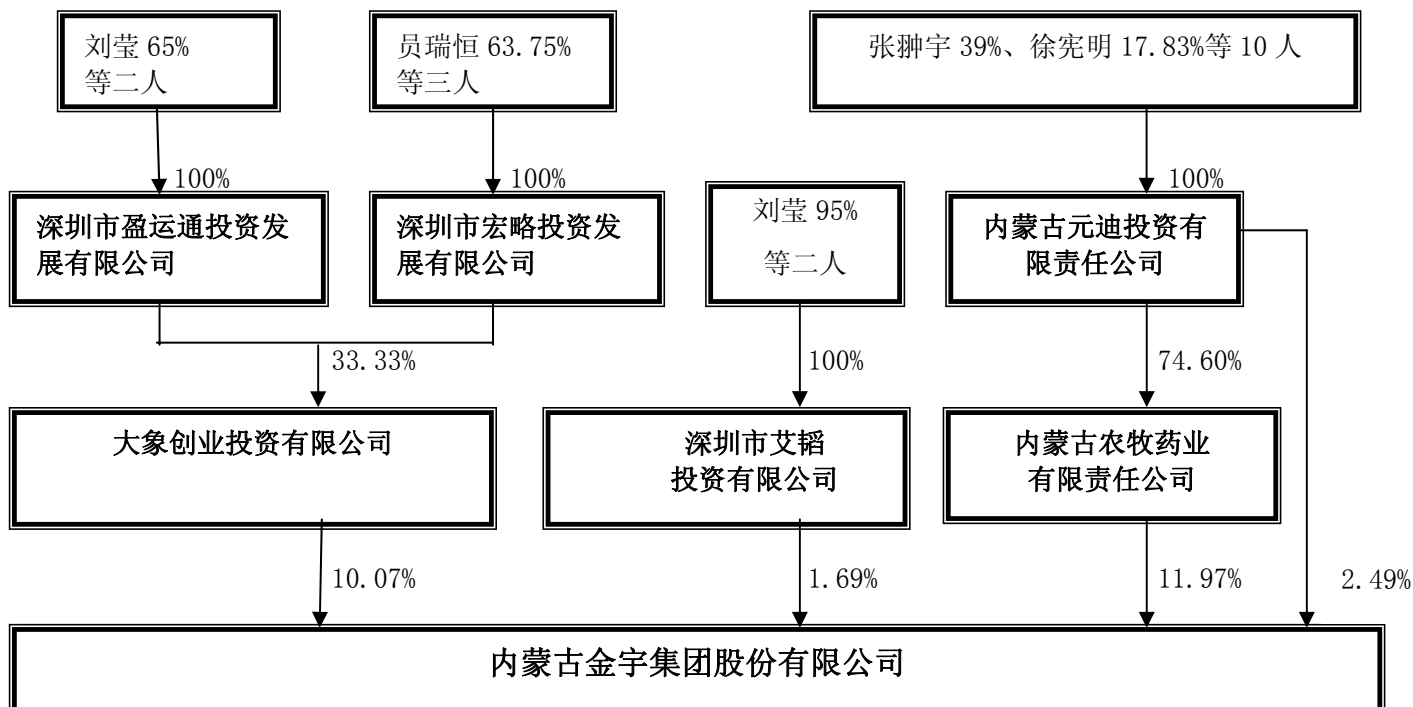 刘莹 65%
等二人
员瑞恒 63.75%
等三人
张翀宇 39%、徐宪明 17.83%等 10 人
100%
100%
100%
深圳市盈运通投资发
展有限公司
深圳市宏略投资发
展有限公司
刘莹 95%
等二人
内蒙古元迪投资有
限责任公司
33.33%
100%
74.60%
大象创业投资有限公司
深圳市艾韬
投资有限公司
内蒙古农牧药业
有限责任公司
10.07%
1.69%
11.97%
2.49%
内蒙古金宇集团股份有限公司